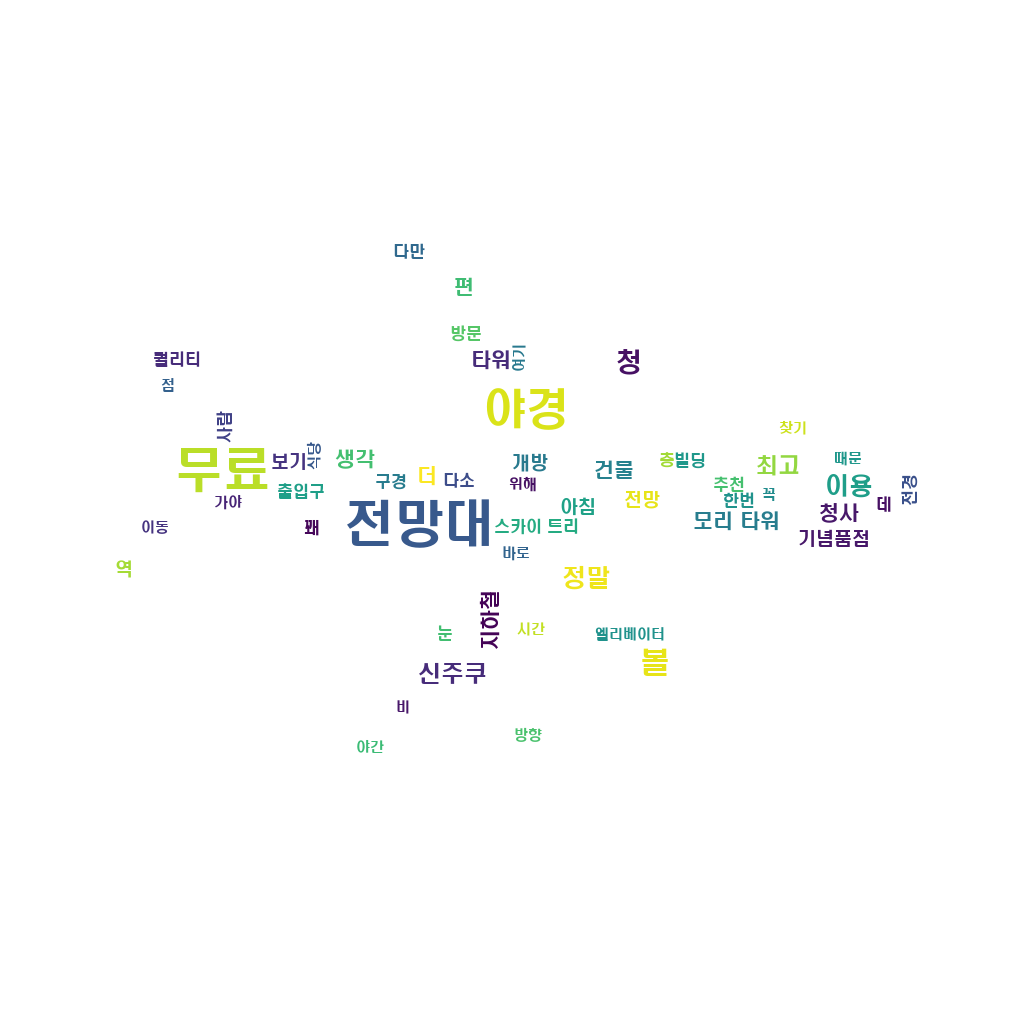 다만
편
방문
타워
여기
청
퀄리티
점
야경
사람
찾기
무료
보기
식당
생각
구경
더
다소
개방
위해
건물
층
빌딩
최고
때문
가야
출입구
전망
추천
한번
꼭
이용
전경
데
꽤
전망대
아침
스카이 트리
모리 타워
청사
기념품점
이동
바로
역
정말
지하철
눈
시간
엘리베이터
볼
신주쿠
비
방향
야간